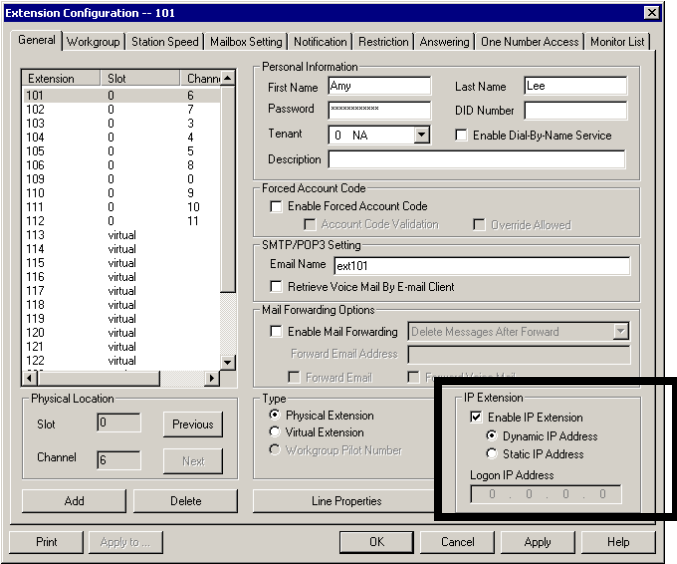 Extension Configuration -- 101
General Workgroup Station Speed Mailbox Setting Notification Restriction Answering One Number Access Monitor List
Extension Slot Chann
101 0 6
102 0 7
103 0 3
104 0 4
105 0 5
106 0 8
109 0 0
110 0 9
111 0 10
112 0 11
113 virtual
114 virtual
115 virtual
116 virtual
117 virtual
118 virtual
119 virtual
120 virtual
121 virtual
122 virtual
Physical Location
Slot 0 Previous
Channel 6 Next
Add Delete
Personal Information
First Name Amy Last Name Lee
Password ************ DID Number
Tenant 0 NA Enable Dial-By-Name Service
Description
Forced Account Code
Enable Forced Account Code
Account Code Validation Override Allowed
SMTP/POP3 Setting
Email Name ext101
Retrieve Voice Mail By E-mail Client
Mail Forwarding Options
Enable Mail Forwarding Delete Messages After Forward
Forward Email Address
Forward Email Forward Voice Mail
Type
Physical Extension
Virtual Extension
Workgroup Pilot Number
Line Properties
IP Extension
Enable IP Extension
Dynamic IP Address
Static IP Address
Logon IP Address
0 . 0 . 0 . 0
Print Apply to ... OK Cancel Apply Help